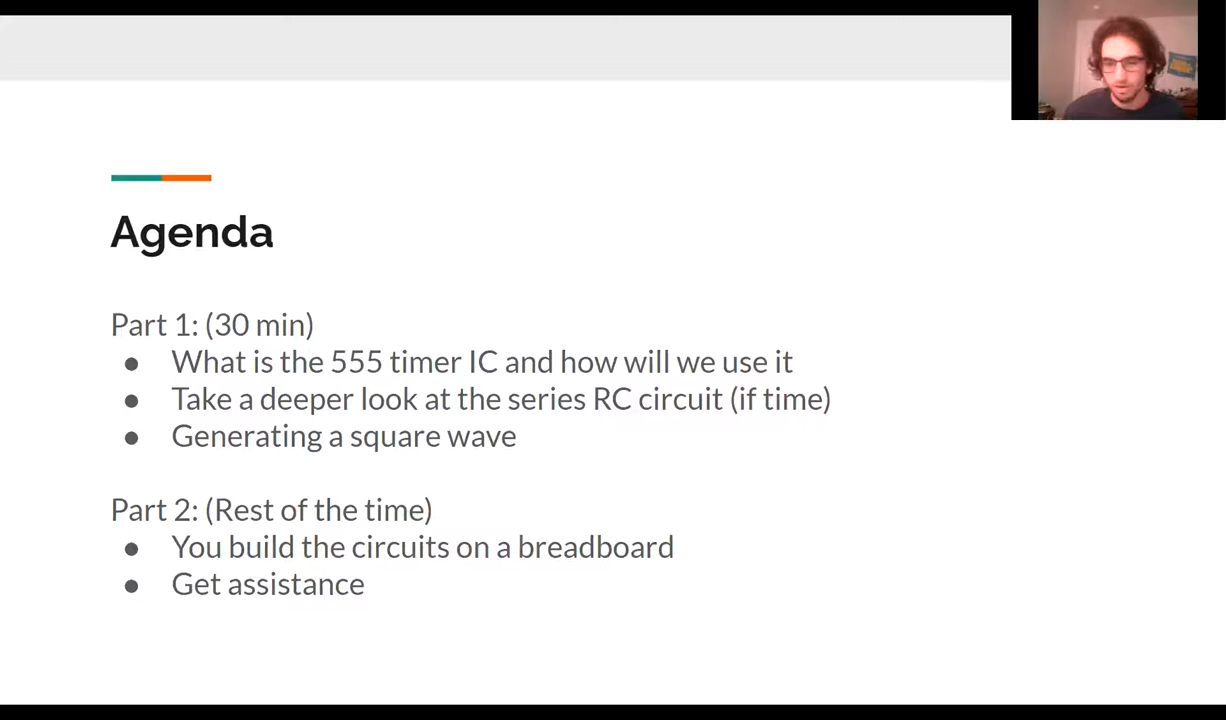 Agenda
Part 1: (30 min)
● What is the 555 timer IC and how will we use it
● Take a deeper look at the series RC circuit (if time)
● Generating a square wave
Part 2: (Rest of the time)
● You build the circuits on a breadboard
● Get assistance